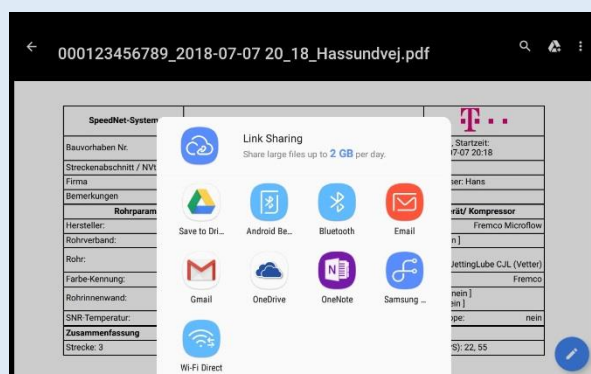 000123456789_2018-07-07 20_18_Hassundvej.pdf
SpeedNet-System
T
Bauvorhaben Nr.
, Startzeit:
07-07 20:18
Streckenabschnitt / NVt
Firma
ser: Hans
Bemerkungen
Rohrparam
erät/ Kompressor
Hersteller:
Fremco Microflow
Rohrverband:
n ]
Rohr:
JettingLube CJL (Vetter)
Farbe-Kennung:
Fremco
Rohrinnenwand:
nein ]
ein ]
SNR-Temperatur:
ope: nein
Zusammenfassung
Strecke: 3
PS): 22, 55
Link Sharing
Share large files up to 2 GB per day.
Save to Dri...
Android Be...
Bluetooth
Email
Gmail
OneDrive
N
OneNote
Samsung ...
Wi-Fi Direct